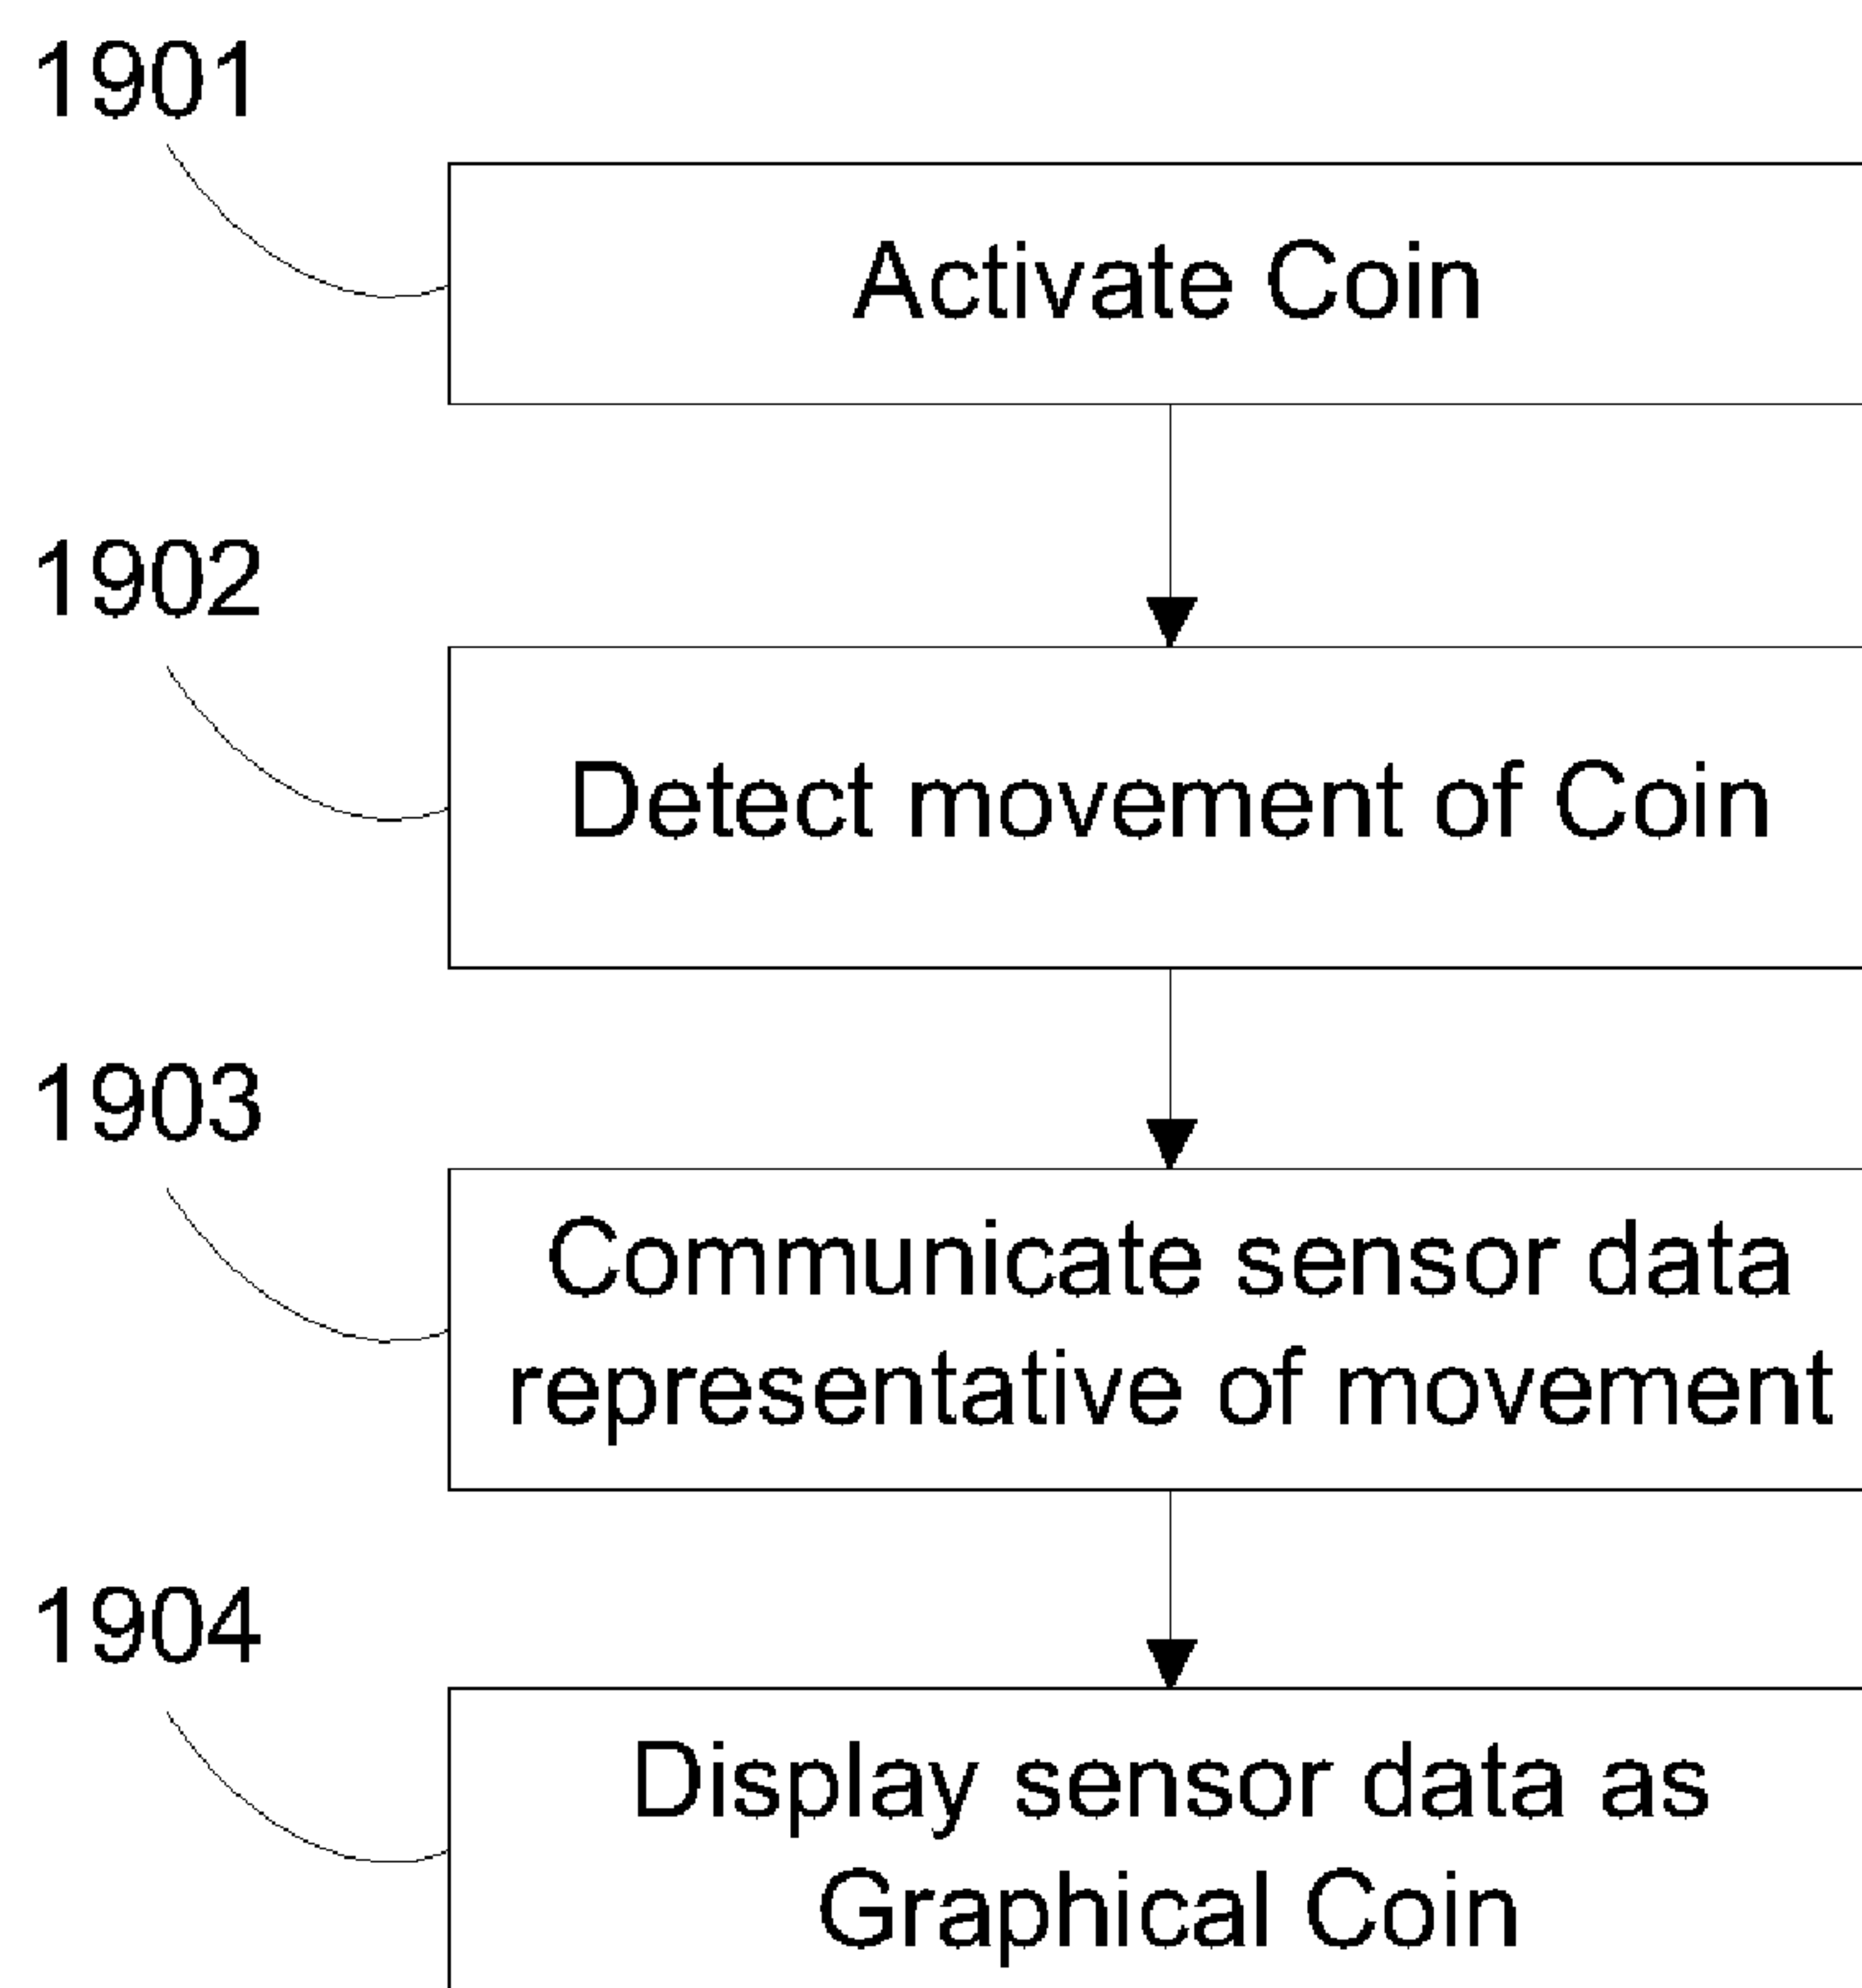 1901
Activate Coin
1902
Detect movement of Coin
1903
Communicate sensor data
representative of movement
1904
Display sensor data as
Graphical Coin